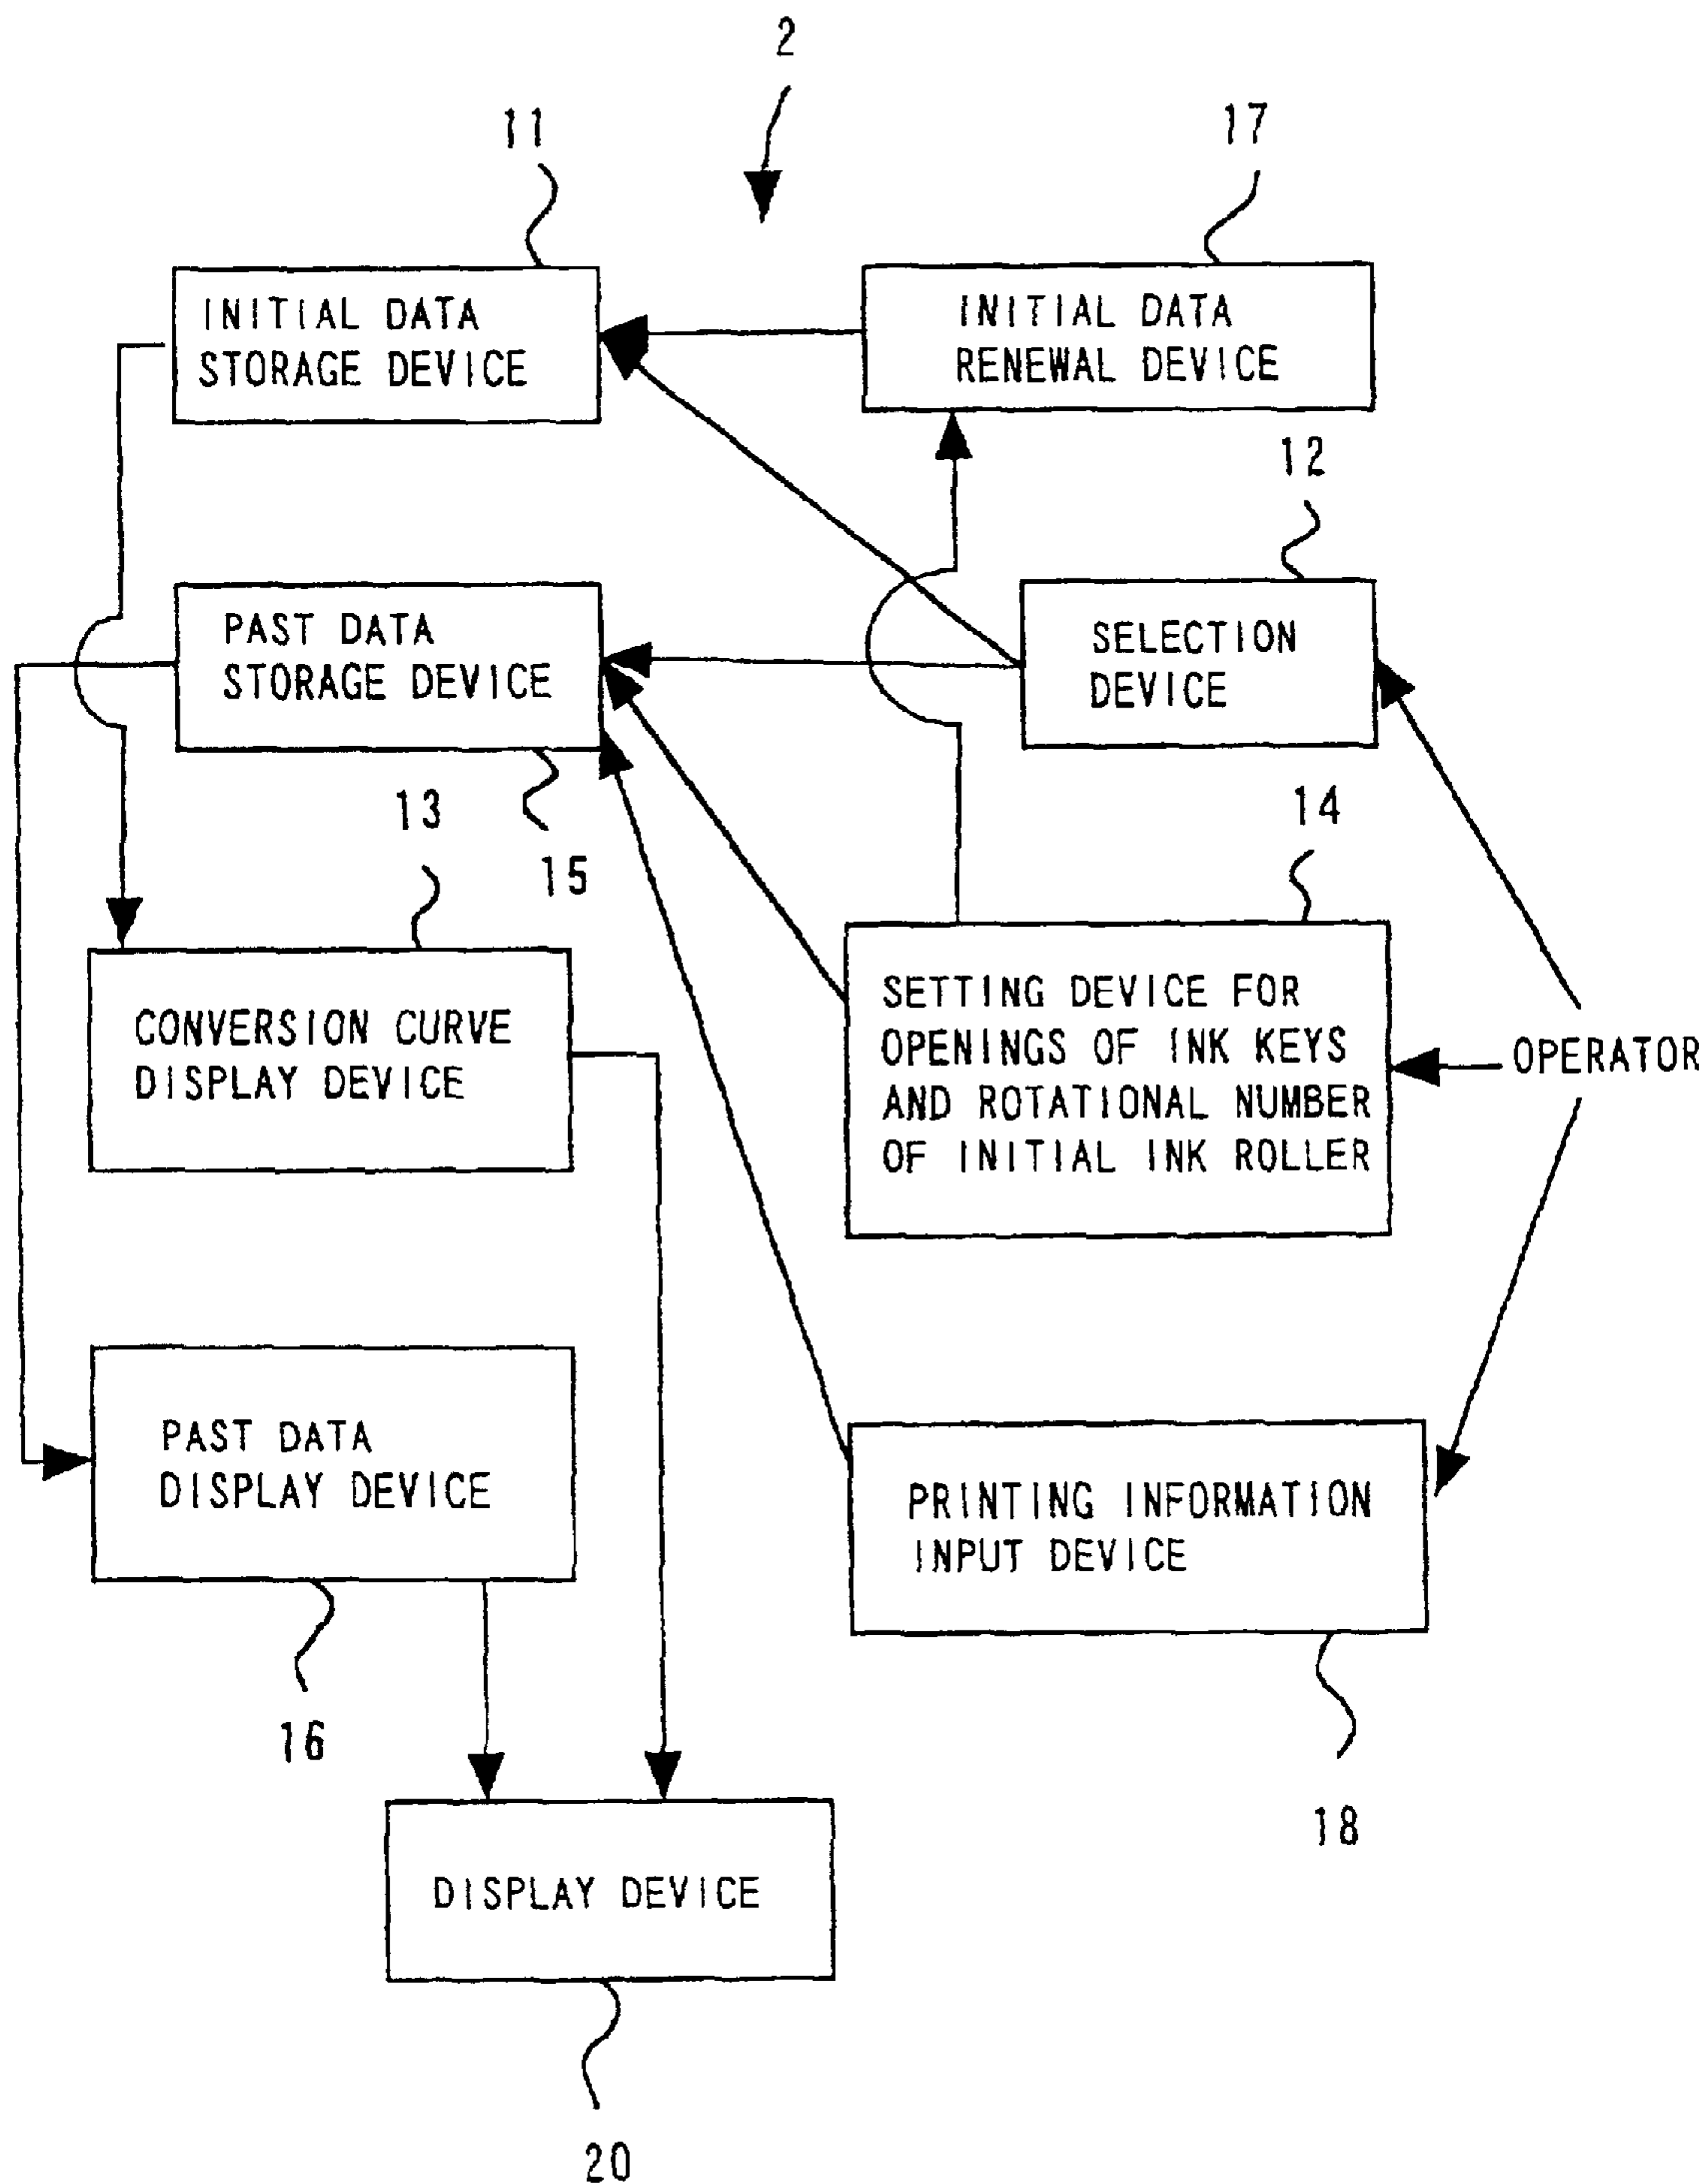 2
11
17
INITIAL DATA
STORAGE DEVICE
INITIAL DATA
RENEWAL DEVICE
12
PAST DATA
STORAGE DEVICE
SELECTION
DEVICE
13
15
14
CONVERSION CURVE
DISPLAY DEVICE
SETTING DEVICE FOR
OPENINGS OF INK KEYS
AND ROTATIONAL NUMBER
OF INITIAL INK ROLLER
OPERATOR
PAST DATA
DISPLAY DEVICE
PRINTING INFORMATION
INPUT DEVICE
16
18
DISPLAY DEVICE
20